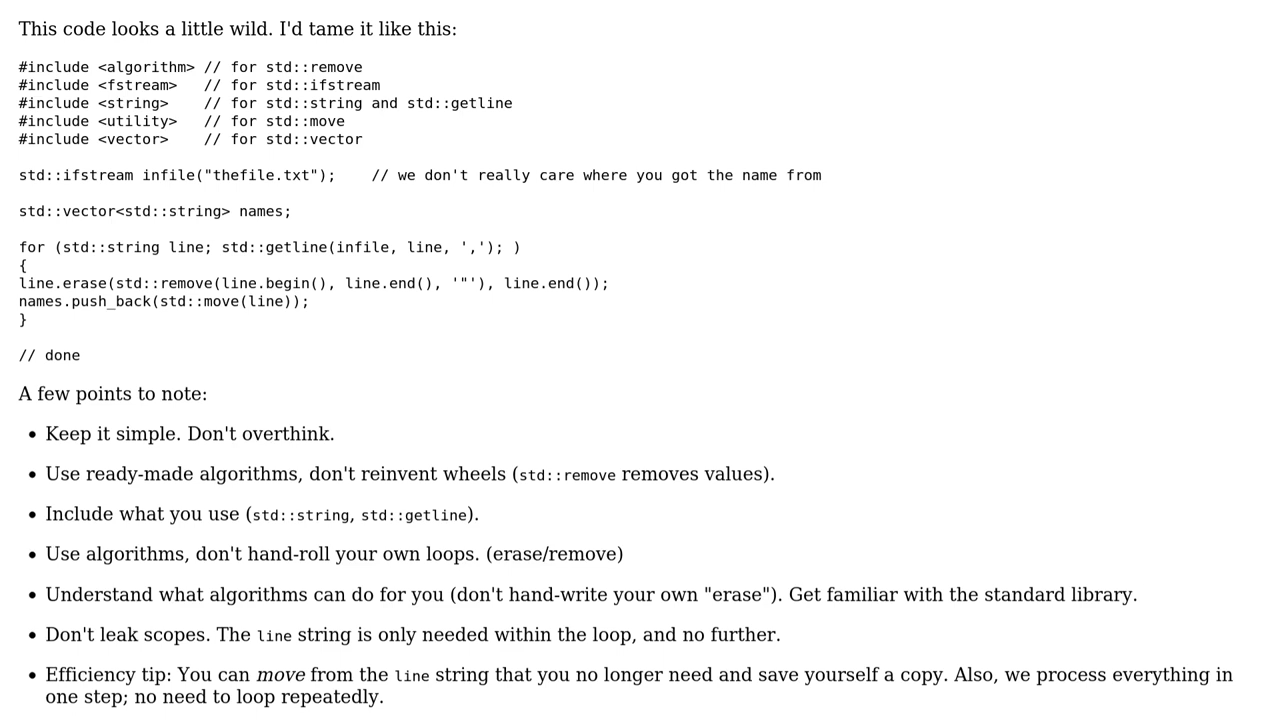 This code looks a little wild. I'd tame it like this:
#include <algorithm> // for std::remove
#include <fstream>   // for std::ifstream
#include <string>    // for std::string and std::getline
#include <utility>   // for std::move
#include <vector>    // for std::vector
std::ifstream infile("thefile.txt");    // we don't really care where you got the name from
std::vector<std::string> names;
for (std::string line; std::getline(infile, line, ','); )
{
line.erase(std::remove(line.begin(), line.end(), '"'), line.end());
names.push_back(std::move(line));
}
// done
A few points to note:
• Keep it simple. Don't overthink.
• Use ready-made algorithms, don't reinvent wheels (std::remove removes values).
• Include what you use (std::string, std::getline).
• Use algorithms, don't hand-roll your own loops. (erase/remove)
• Understand what algorithms can do for you (don't hand-write your own "erase"). Get familiar with the standard library.
• Don't leak scopes. The line string is only needed within the loop, and no further.
• Efficiency tip: You can move from the line string that you no longer need and save yourself a copy. Also, we process everything in
one step; no need to loop repeatedly.